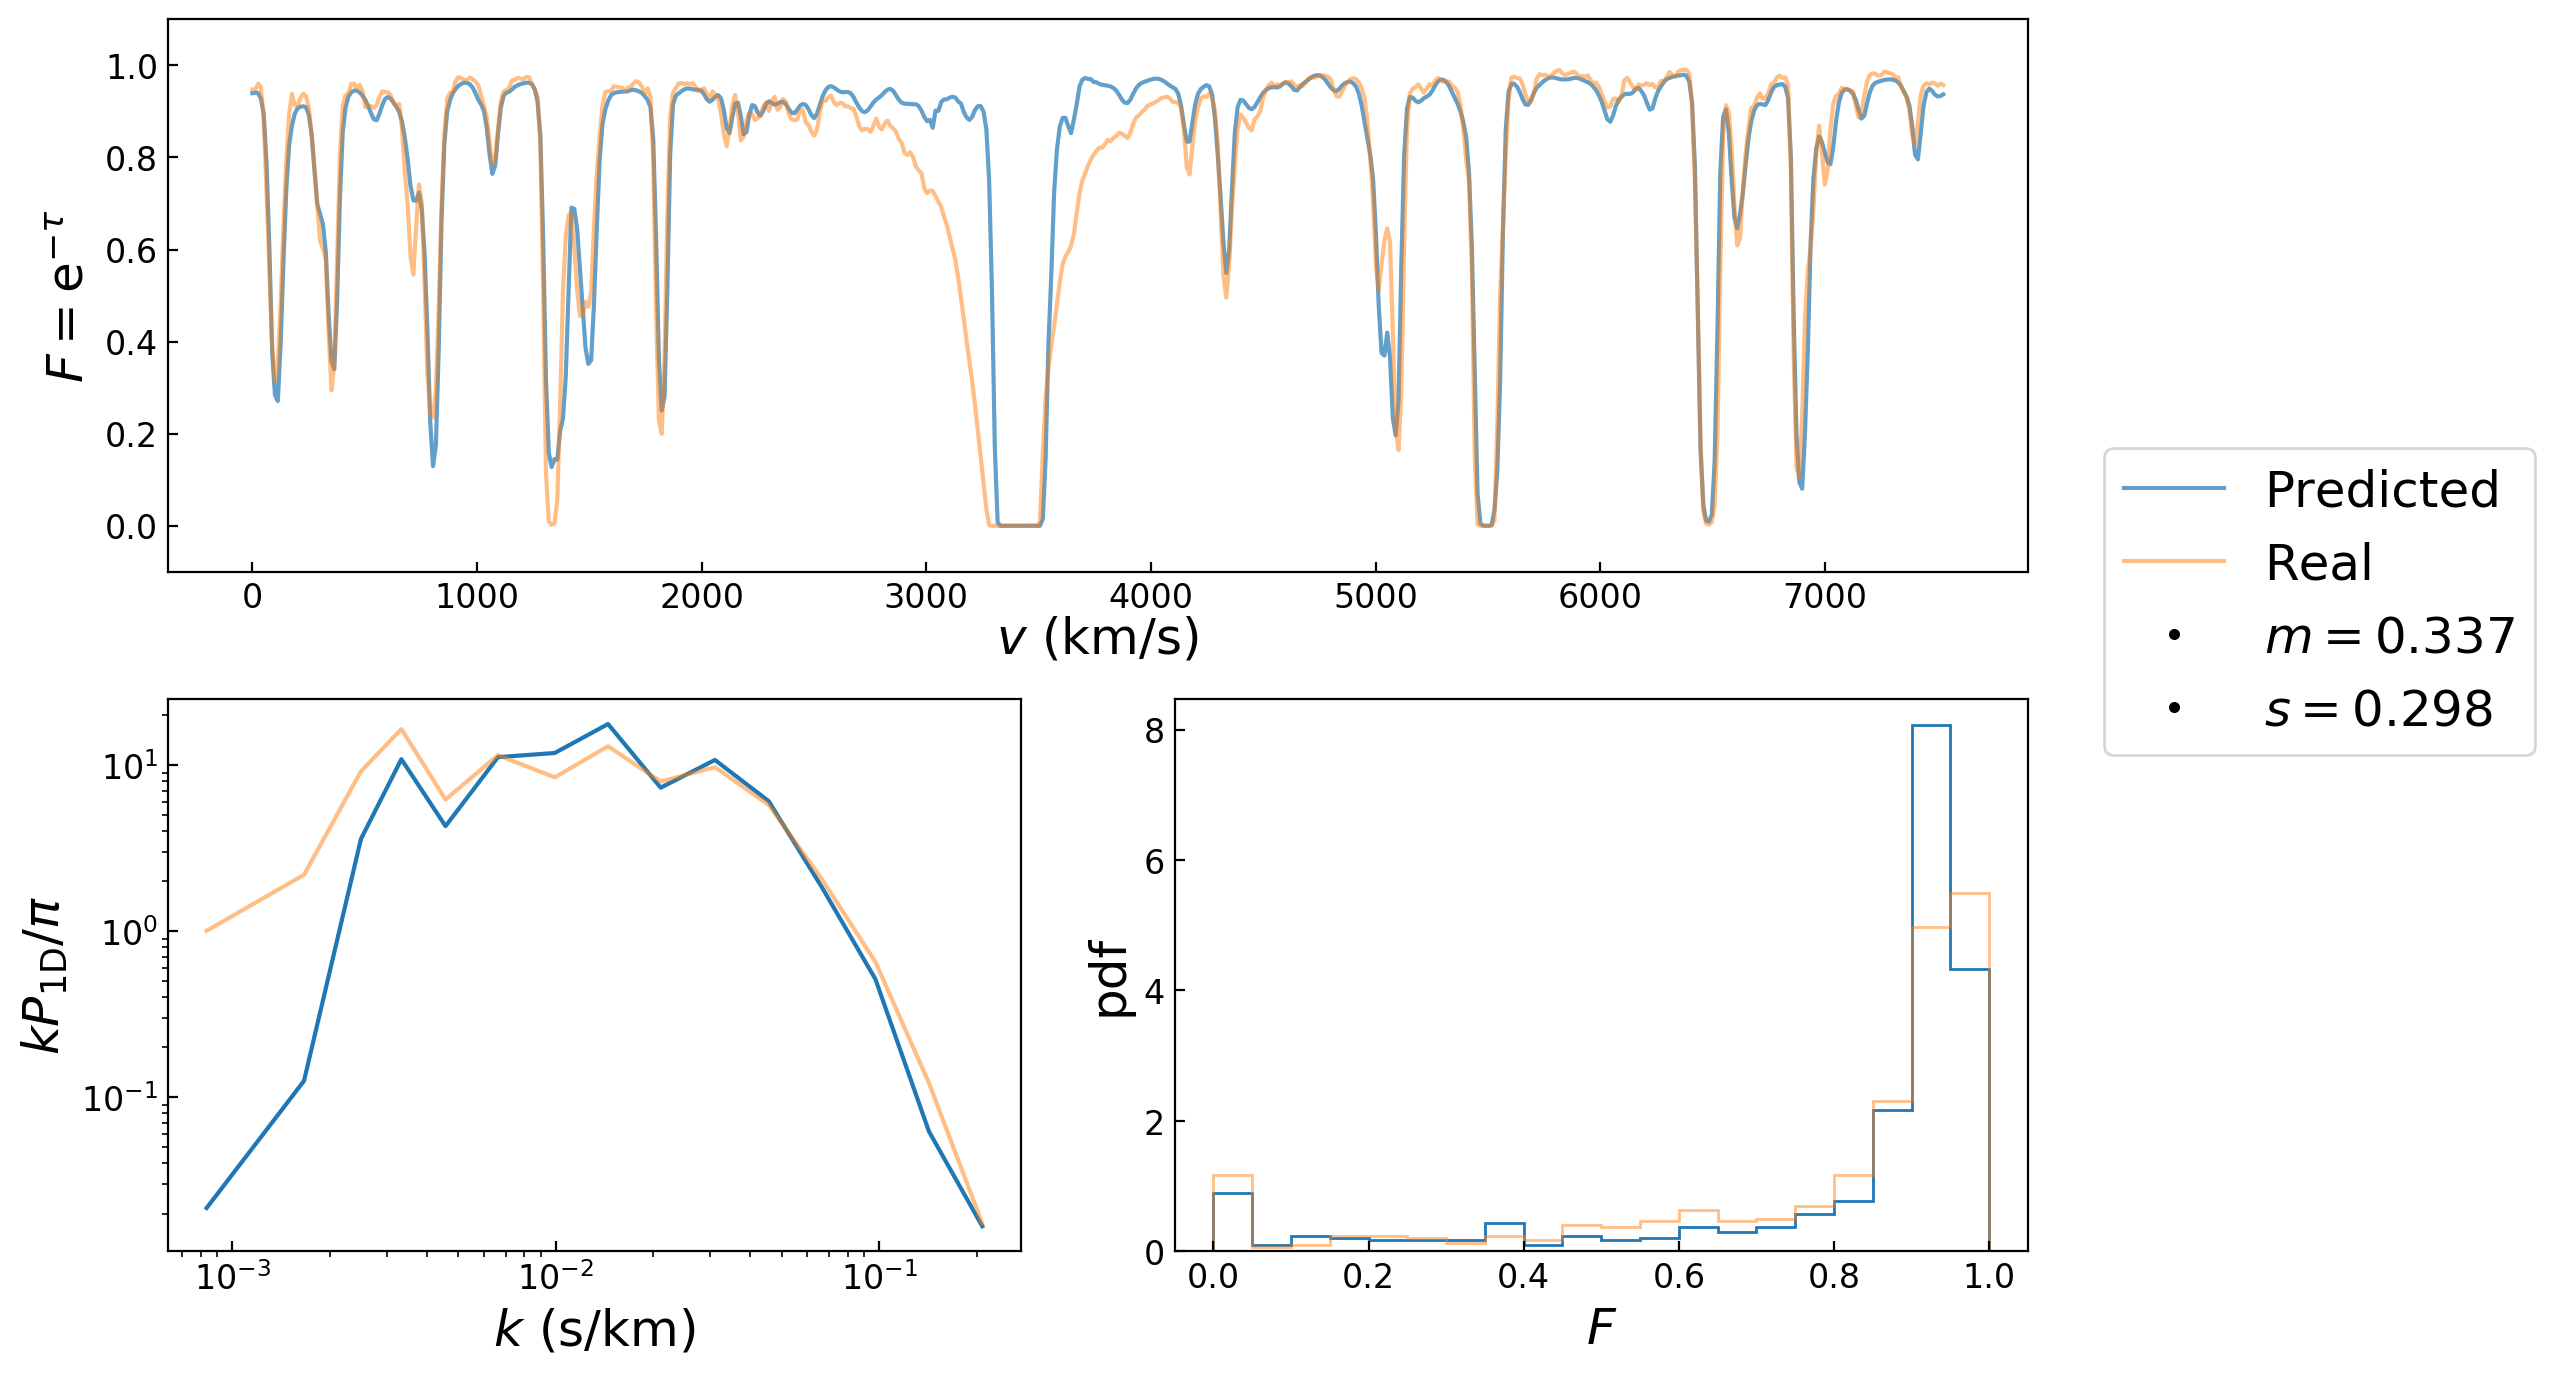 1.0
0.8
0.6
0.4
0.2
0.0
F = e^{−τ}
0 1000 2000 3000 4000 5000 6000 7000
v (km/s)
Predicted
Real
m = 0.337
s = 0.298
10^1
10^0
10^{−1}
kP_{1D}/π
10^{−3} 10^{−2} 10^{−1}
k (s/km)
8
6
4
2
0
pdf
0.0 0.2 0.4 0.6 0.8 1.0
F